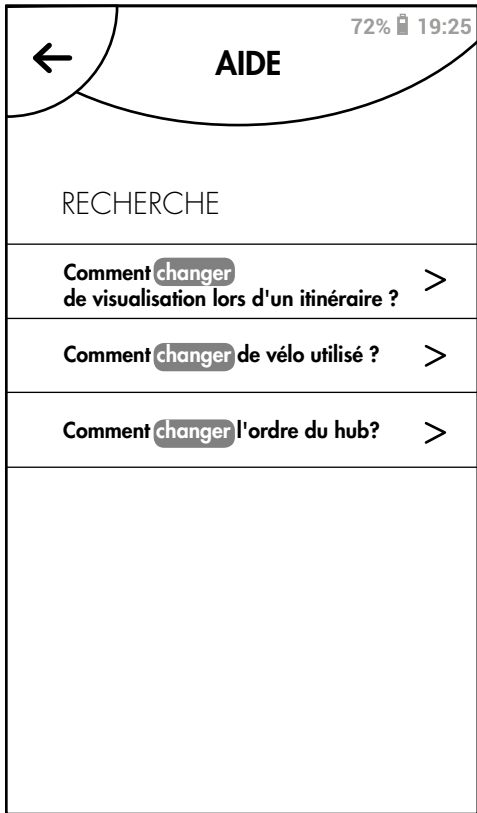 72% 19:25
AIDE
RECHERCHE
Comment changer
de visualisation lors d'un itinéraire ?
Comment changer de vélo utilisé ?
Comment changer l'ordre du hub?